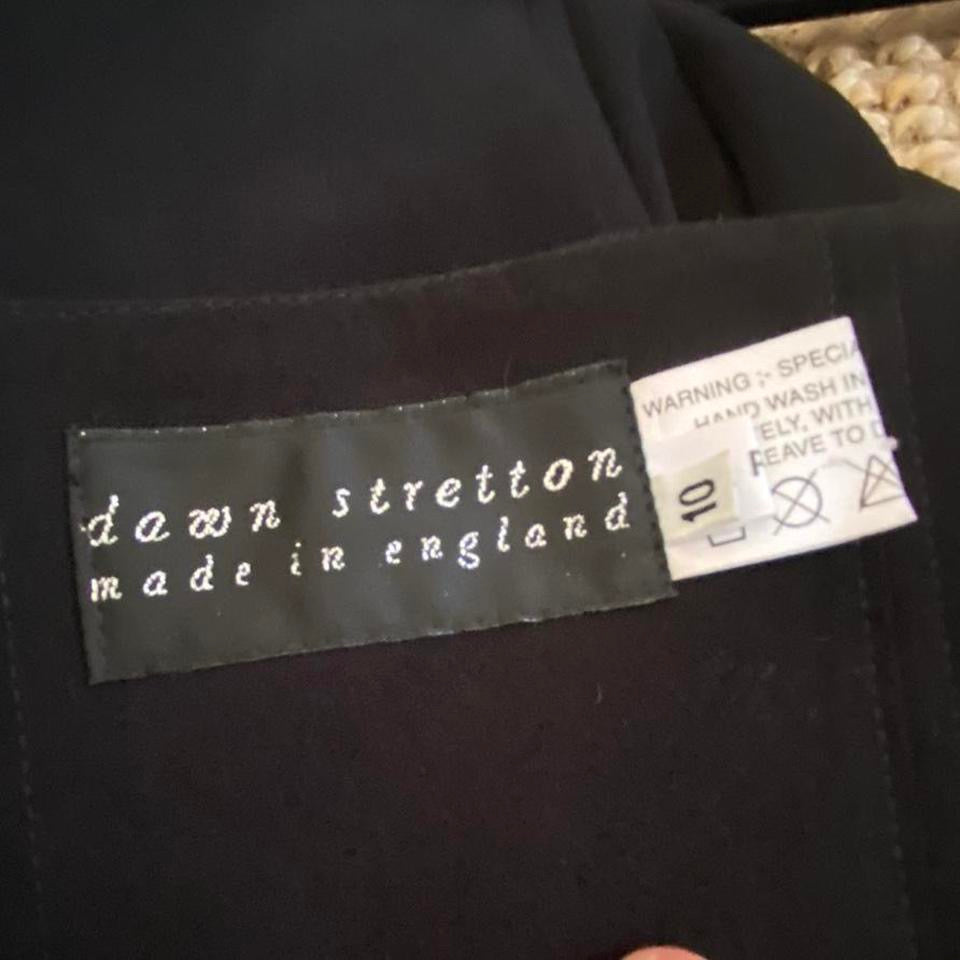 dawn stretton
made in england
WARNING :- SPECIA
HAND WASH IN
ELY, WITH
REAVE TO D
10